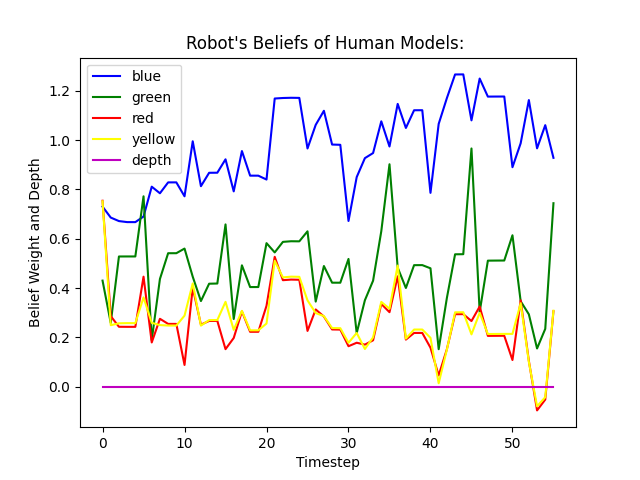 Robot's Beliefs of Human Models:
blue
green
red
yellow
depth
Belief Weight and Depth
1.2
1.0
0.8
0.6
0.4
0.2
0.0
0 10 20 30 40 50
Timestep